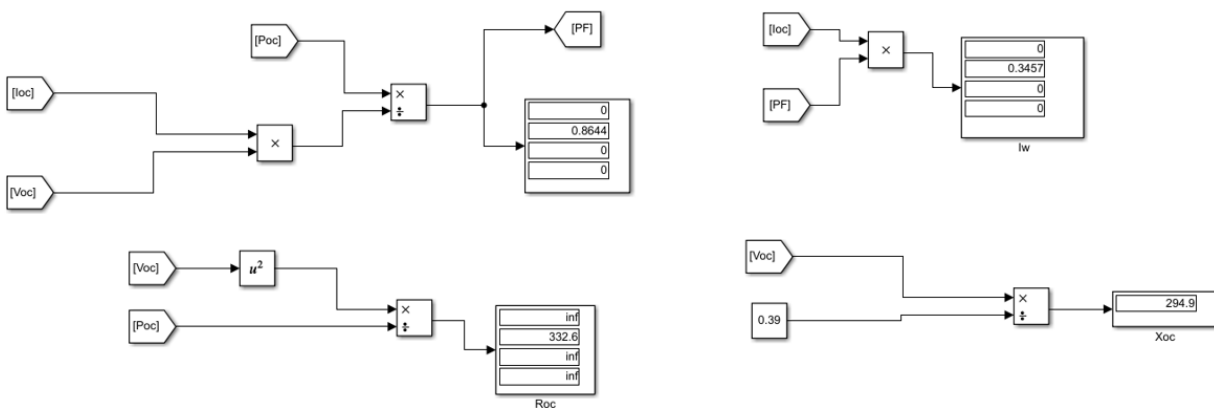 [Poc]
[PF]
[Ioc]
×
÷
0
0.8644
0
0
×
[Voc]
[Ioc]
×
0
0.3457
0
0
[PF]
Iw
[Voc]
u²
×
÷
[Poc]
inf
332.6
inf
inf
Roc
[Voc]
×
÷
294.9
0.39
Xoc